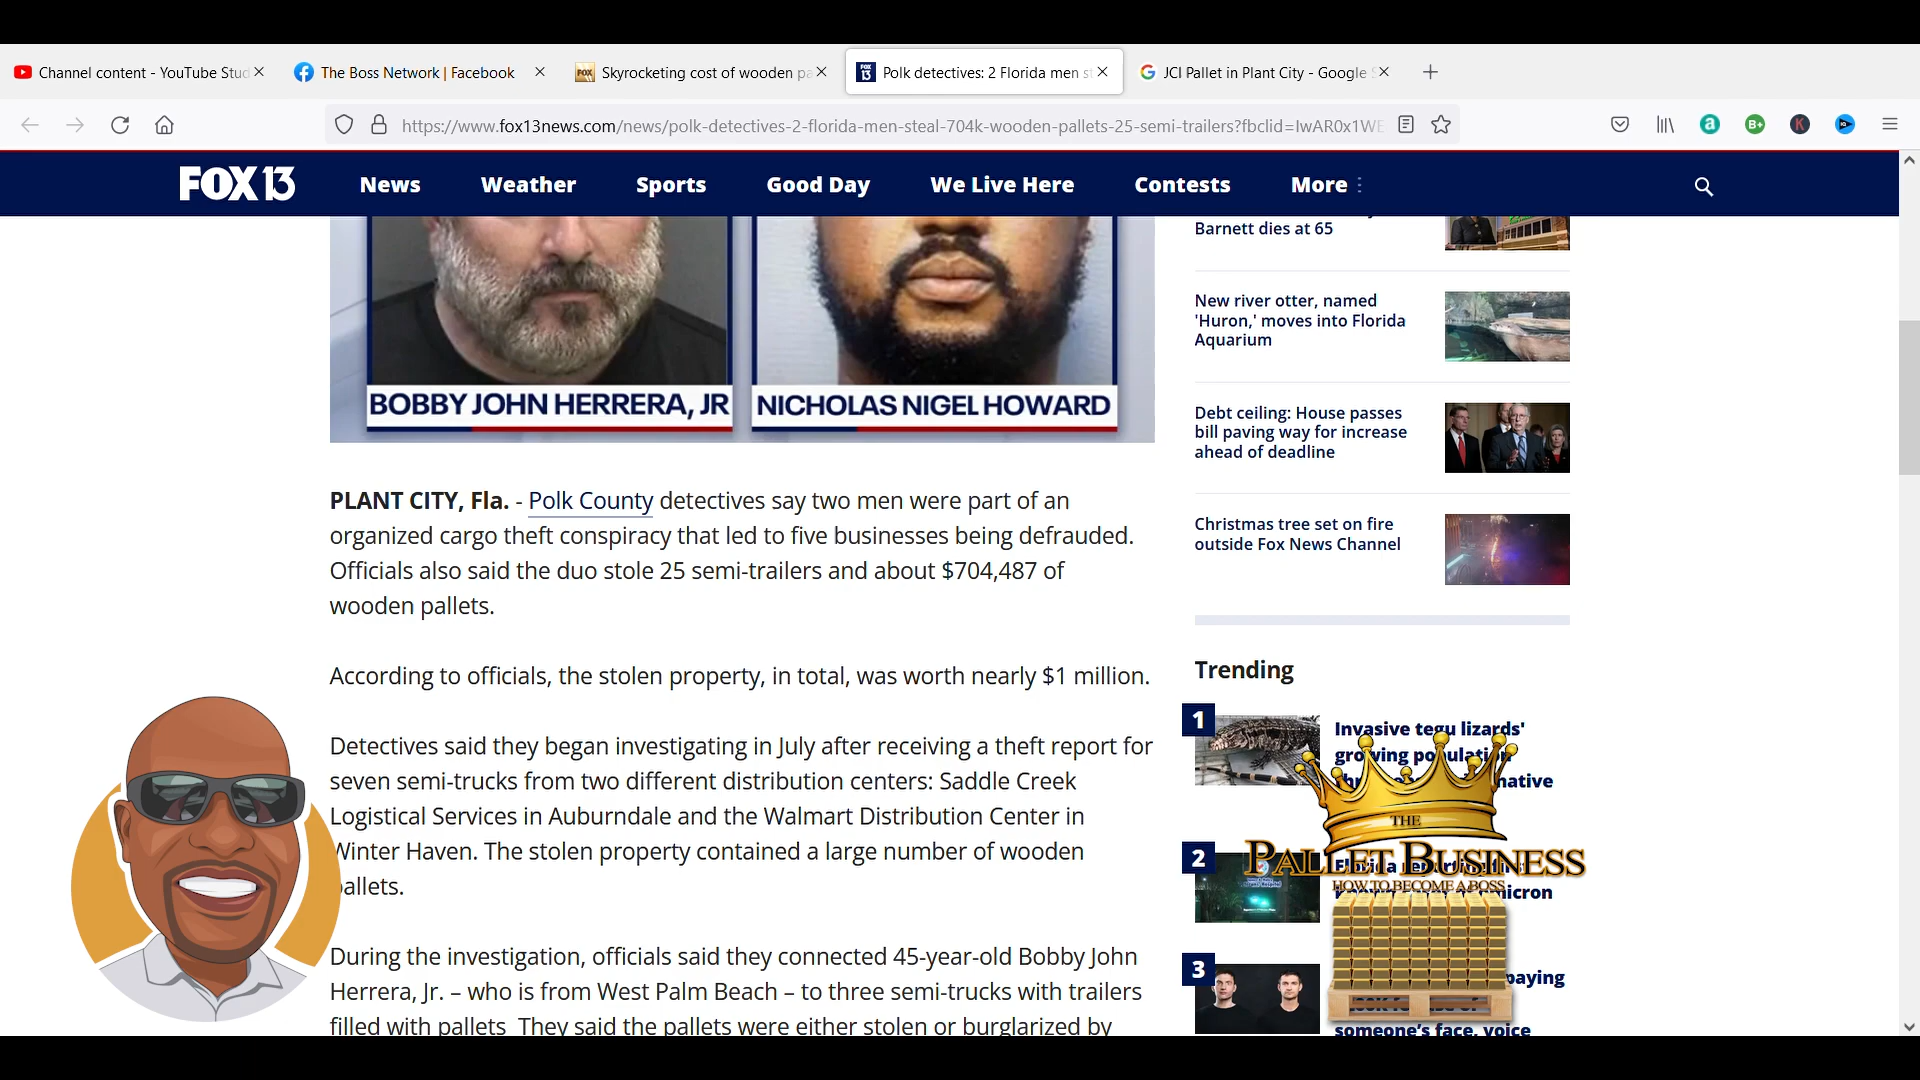 Channel content - YouTube Stud
The Boss Network | Facebook
FOX
Skyrocketing cost of wooden pa
FOX 13
Polk detectives: 2 Florida men s
JCI Pallet in Plant City - Google S
https://www.fox13news.com/news/polk-detectives-2-florida-men-steal-704k-wooden-pallets-25-semi-trailers?fbclid=IwAR0x1WE
FOX 13
News
Weather
Sports
Good Day
We Live Here
Contests
More
BOBBY JOHN HERRERA, JR
NICHOLAS NIGEL HOWARD
PLANT CITY, Fla. - Polk County detectives say two men were part of an
organized cargo theft conspiracy that led to five businesses being defrauded.
Officials also said the duo stole 25 semi-trailers and about $704,487 of
wooden pallets.
According to officials, the stolen property, in total, was worth nearly $1 million.
Detectives said they began investigating in July after receiving a theft report for
seven semi-trucks from two different distribution centers: Saddle Creek
Logistical Services in Auburndale and the Walmart Distribution Center in
Winter Haven. The stolen property contained a large number of wooden
pallets.
During the investigation, officials said they connected 45-year-old Bobby John
Herrera, Jr. – who is from West Palm Beach – to three semi-trucks with trailers
filled with pallets. They said the pallets were either stolen or burglarized by
Barnett dies at 65
New river otter, named
'Huron,' moves into Florida
Aquarium
Debt ceiling: House passes
bill paving way for increase
ahead of deadline
Christmas tree set on fire
outside Fox News Channel
Trending
1
Invasive tegu lizards'
growing population
native
2
Florida
3
paying
someone's face, voice
THE
PALLET BUSINESS
HOW TO BECOME A BOSS